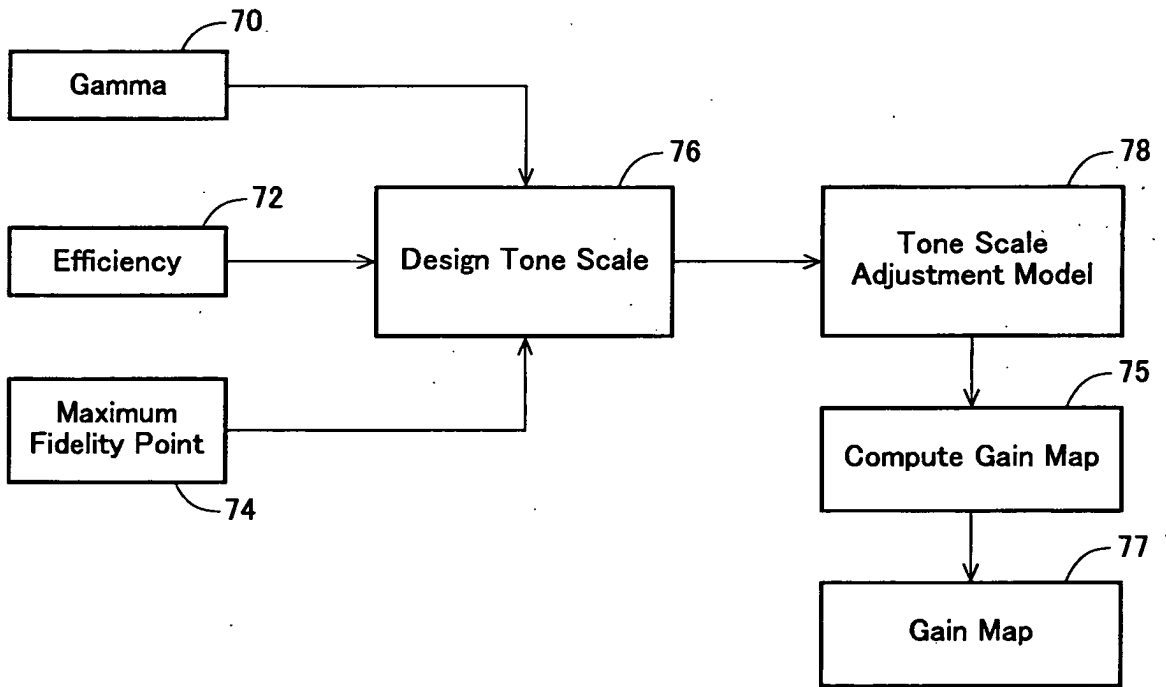 70
Gamma
76
78
72
Efficiency
Design Tone Scale
Tone Scale
Adjustment Model
Maximum
Fidelity Point
74
75
Compute Gain Map
77
Gain Map